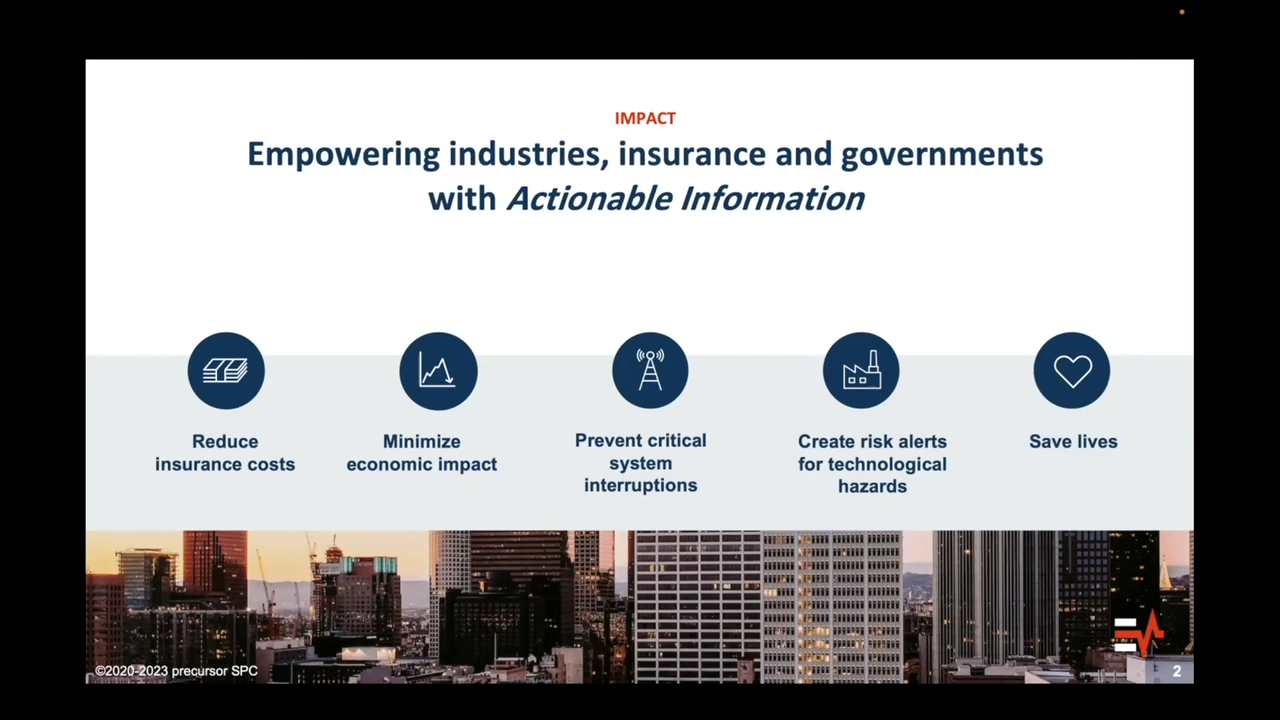 IMPACT
Empowering industries, insurance and governments
with Actionable Information
Reduce
insurance costs
Minimize
economic impact
Prevent critical
system
interruptions
Create risk alerts
for technological
hazards
Save lives
©2020-2023 precursor SPC
2